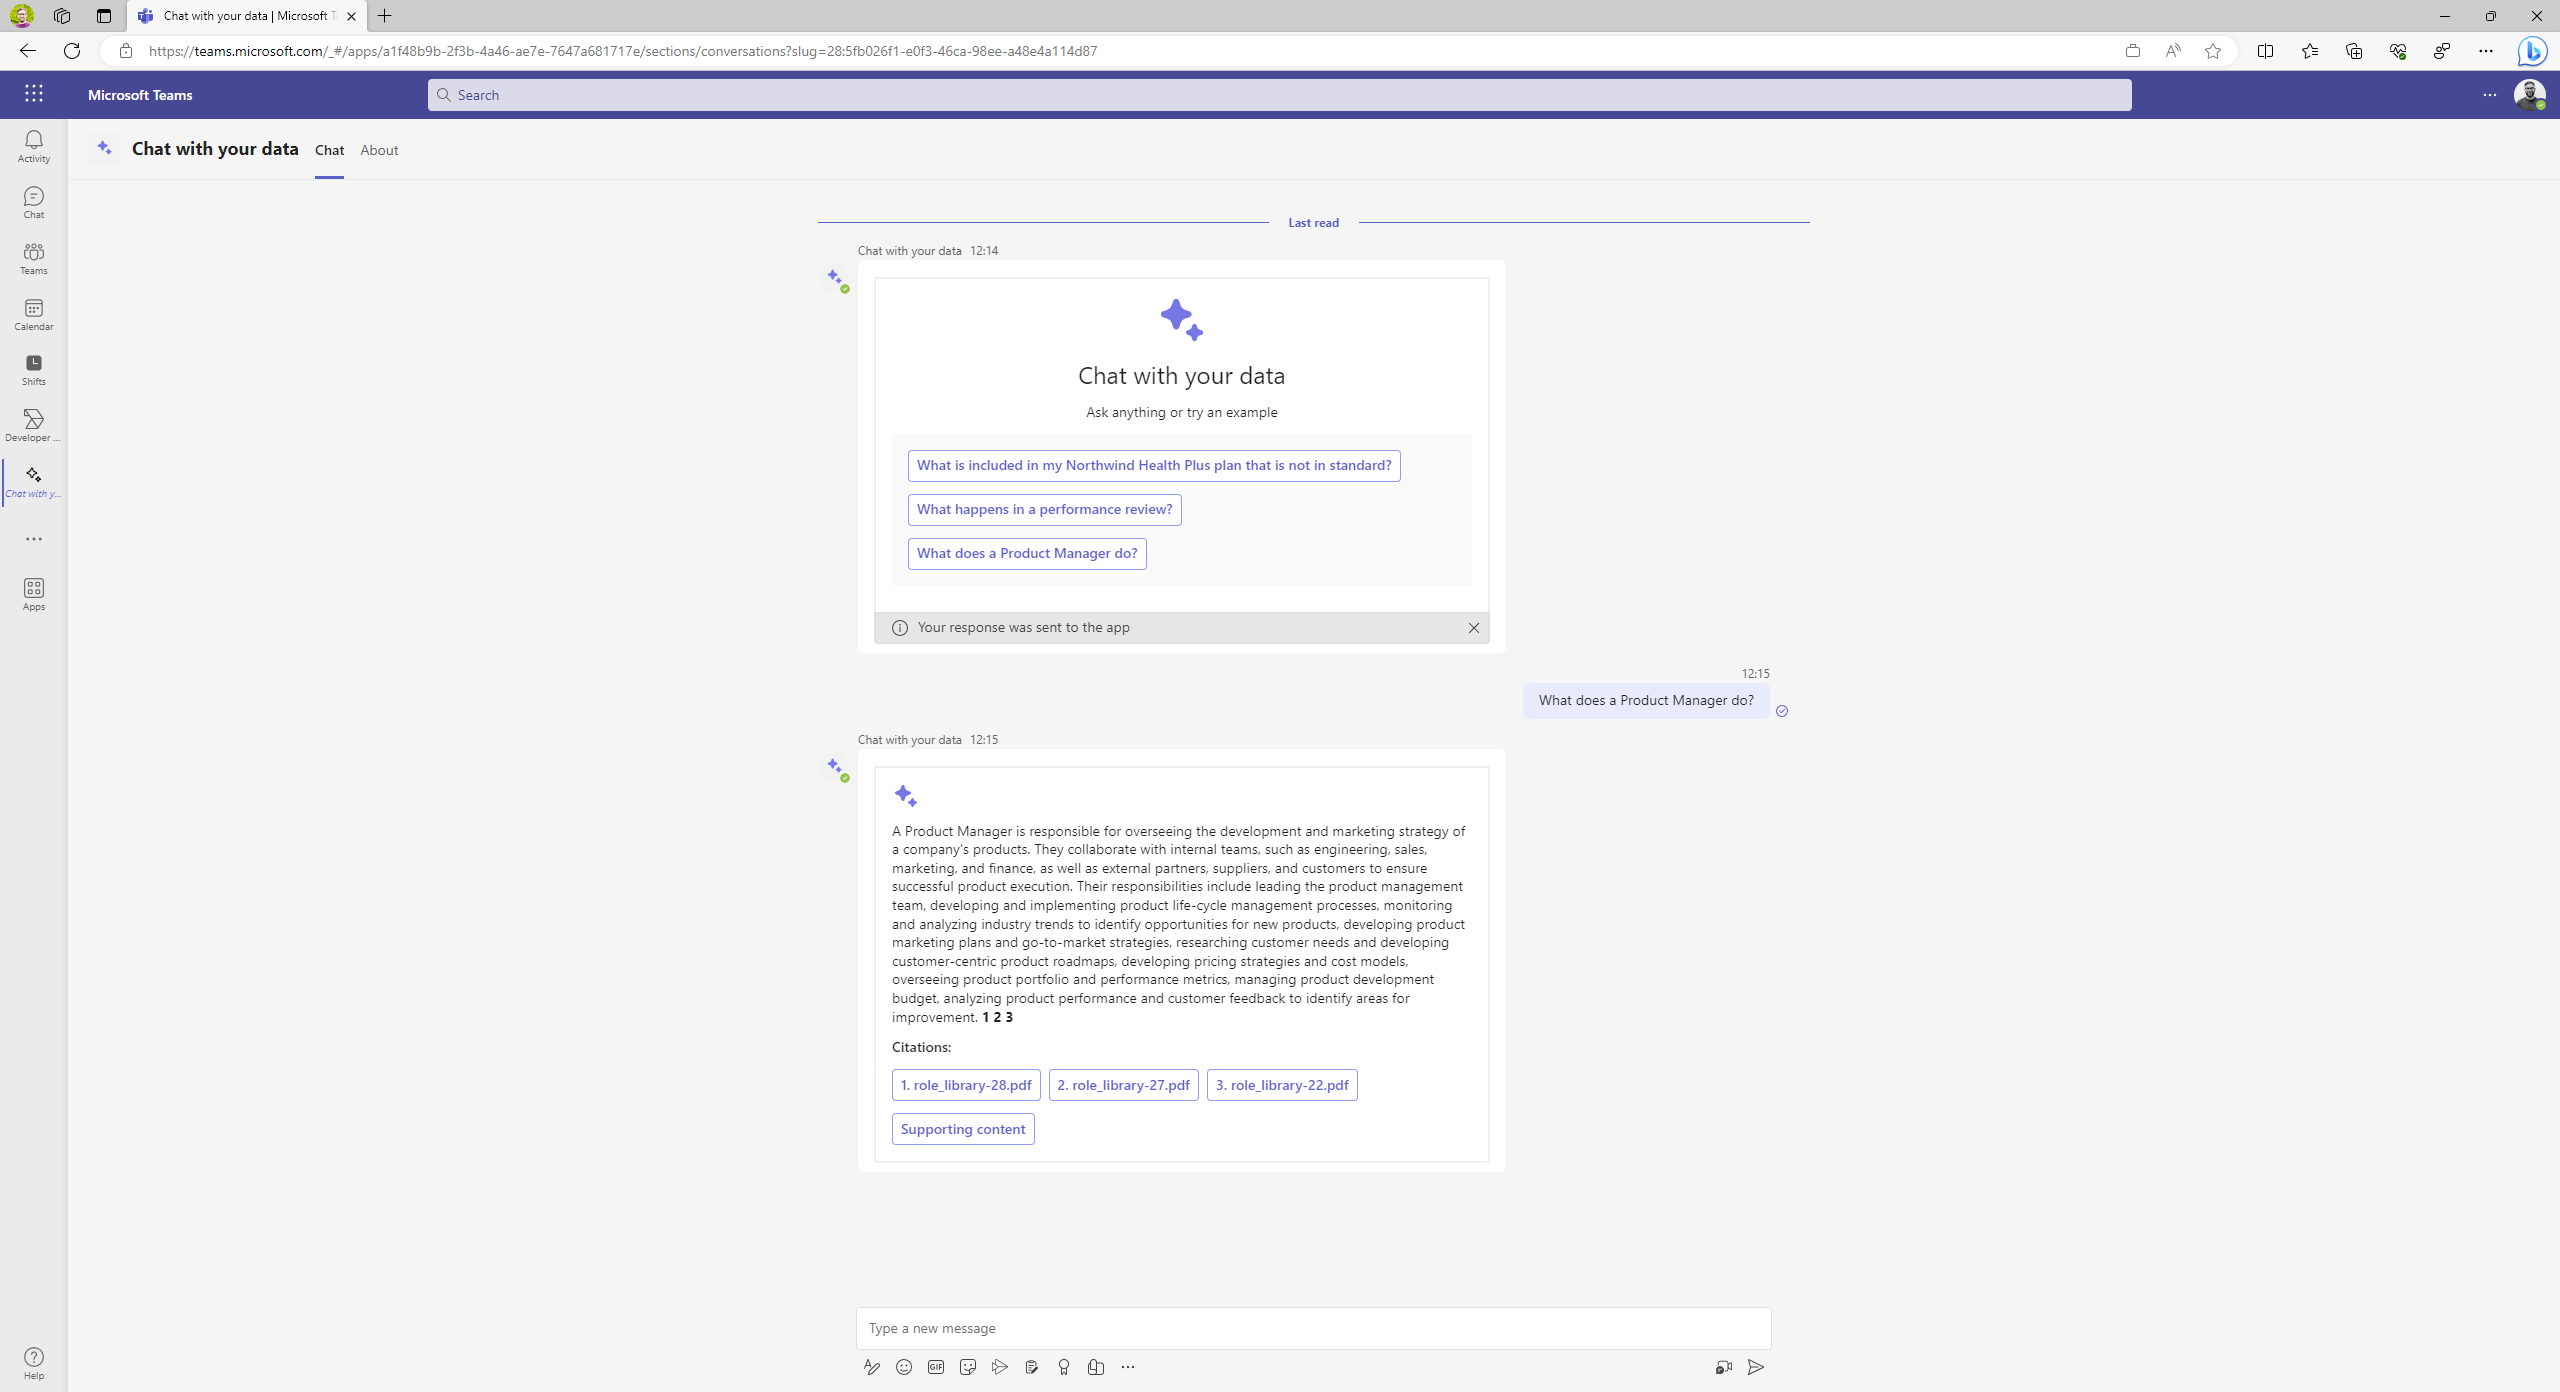 Chat with your data | Microsoft T
https://teams.microsoft.com/_#/apps/a1f48b9b-2f3b-4a46-ae7e-7647a681717e/sections/conversations?slug=28:5fb026f1-e0f3-46ca-98ee-a48e4a114d87
Microsoft Teams
Search
Activity
Chat
Teams
Calendar
Shifts
Developer ...
Chat with y...
Apps
Help
Chat with your data Chat About
Last read
Chat with your data 12:14
Chat with your data
Ask anything or try an example
What is included in my Northwind Health Plus plan that is not in standard?
What happens in a performance review?
What does a Product Manager do?
Your response was sent to the app
12:15
What does a Product Manager do?
Chat with your data 12:15
A Product Manager is responsible for overseeing the development and marketing strategy of
a company's products. They collaborate with internal teams, such as engineering, sales,
marketing, and finance, as well as external partners, suppliers, and customers to ensure
successful product execution. Their responsibilities include leading the product management
team, developing and implementing product life-cycle management processes, monitoring
and analyzing industry trends to identify opportunities for new products, developing product
marketing plans and go-to-market strategies, researching customer needs and developing
customer-centric product roadmaps, developing pricing strategies and cost models,
overseeing product portfolio and performance metrics, managing product development
budget, analyzing product performance and customer feedback to identify areas for
improvement. 1 2 3
Citations:
1. role_library-28.pdf 2. role_library-27.pdf 3. role_library-22.pdf
Supporting content
Type a new message
GIF